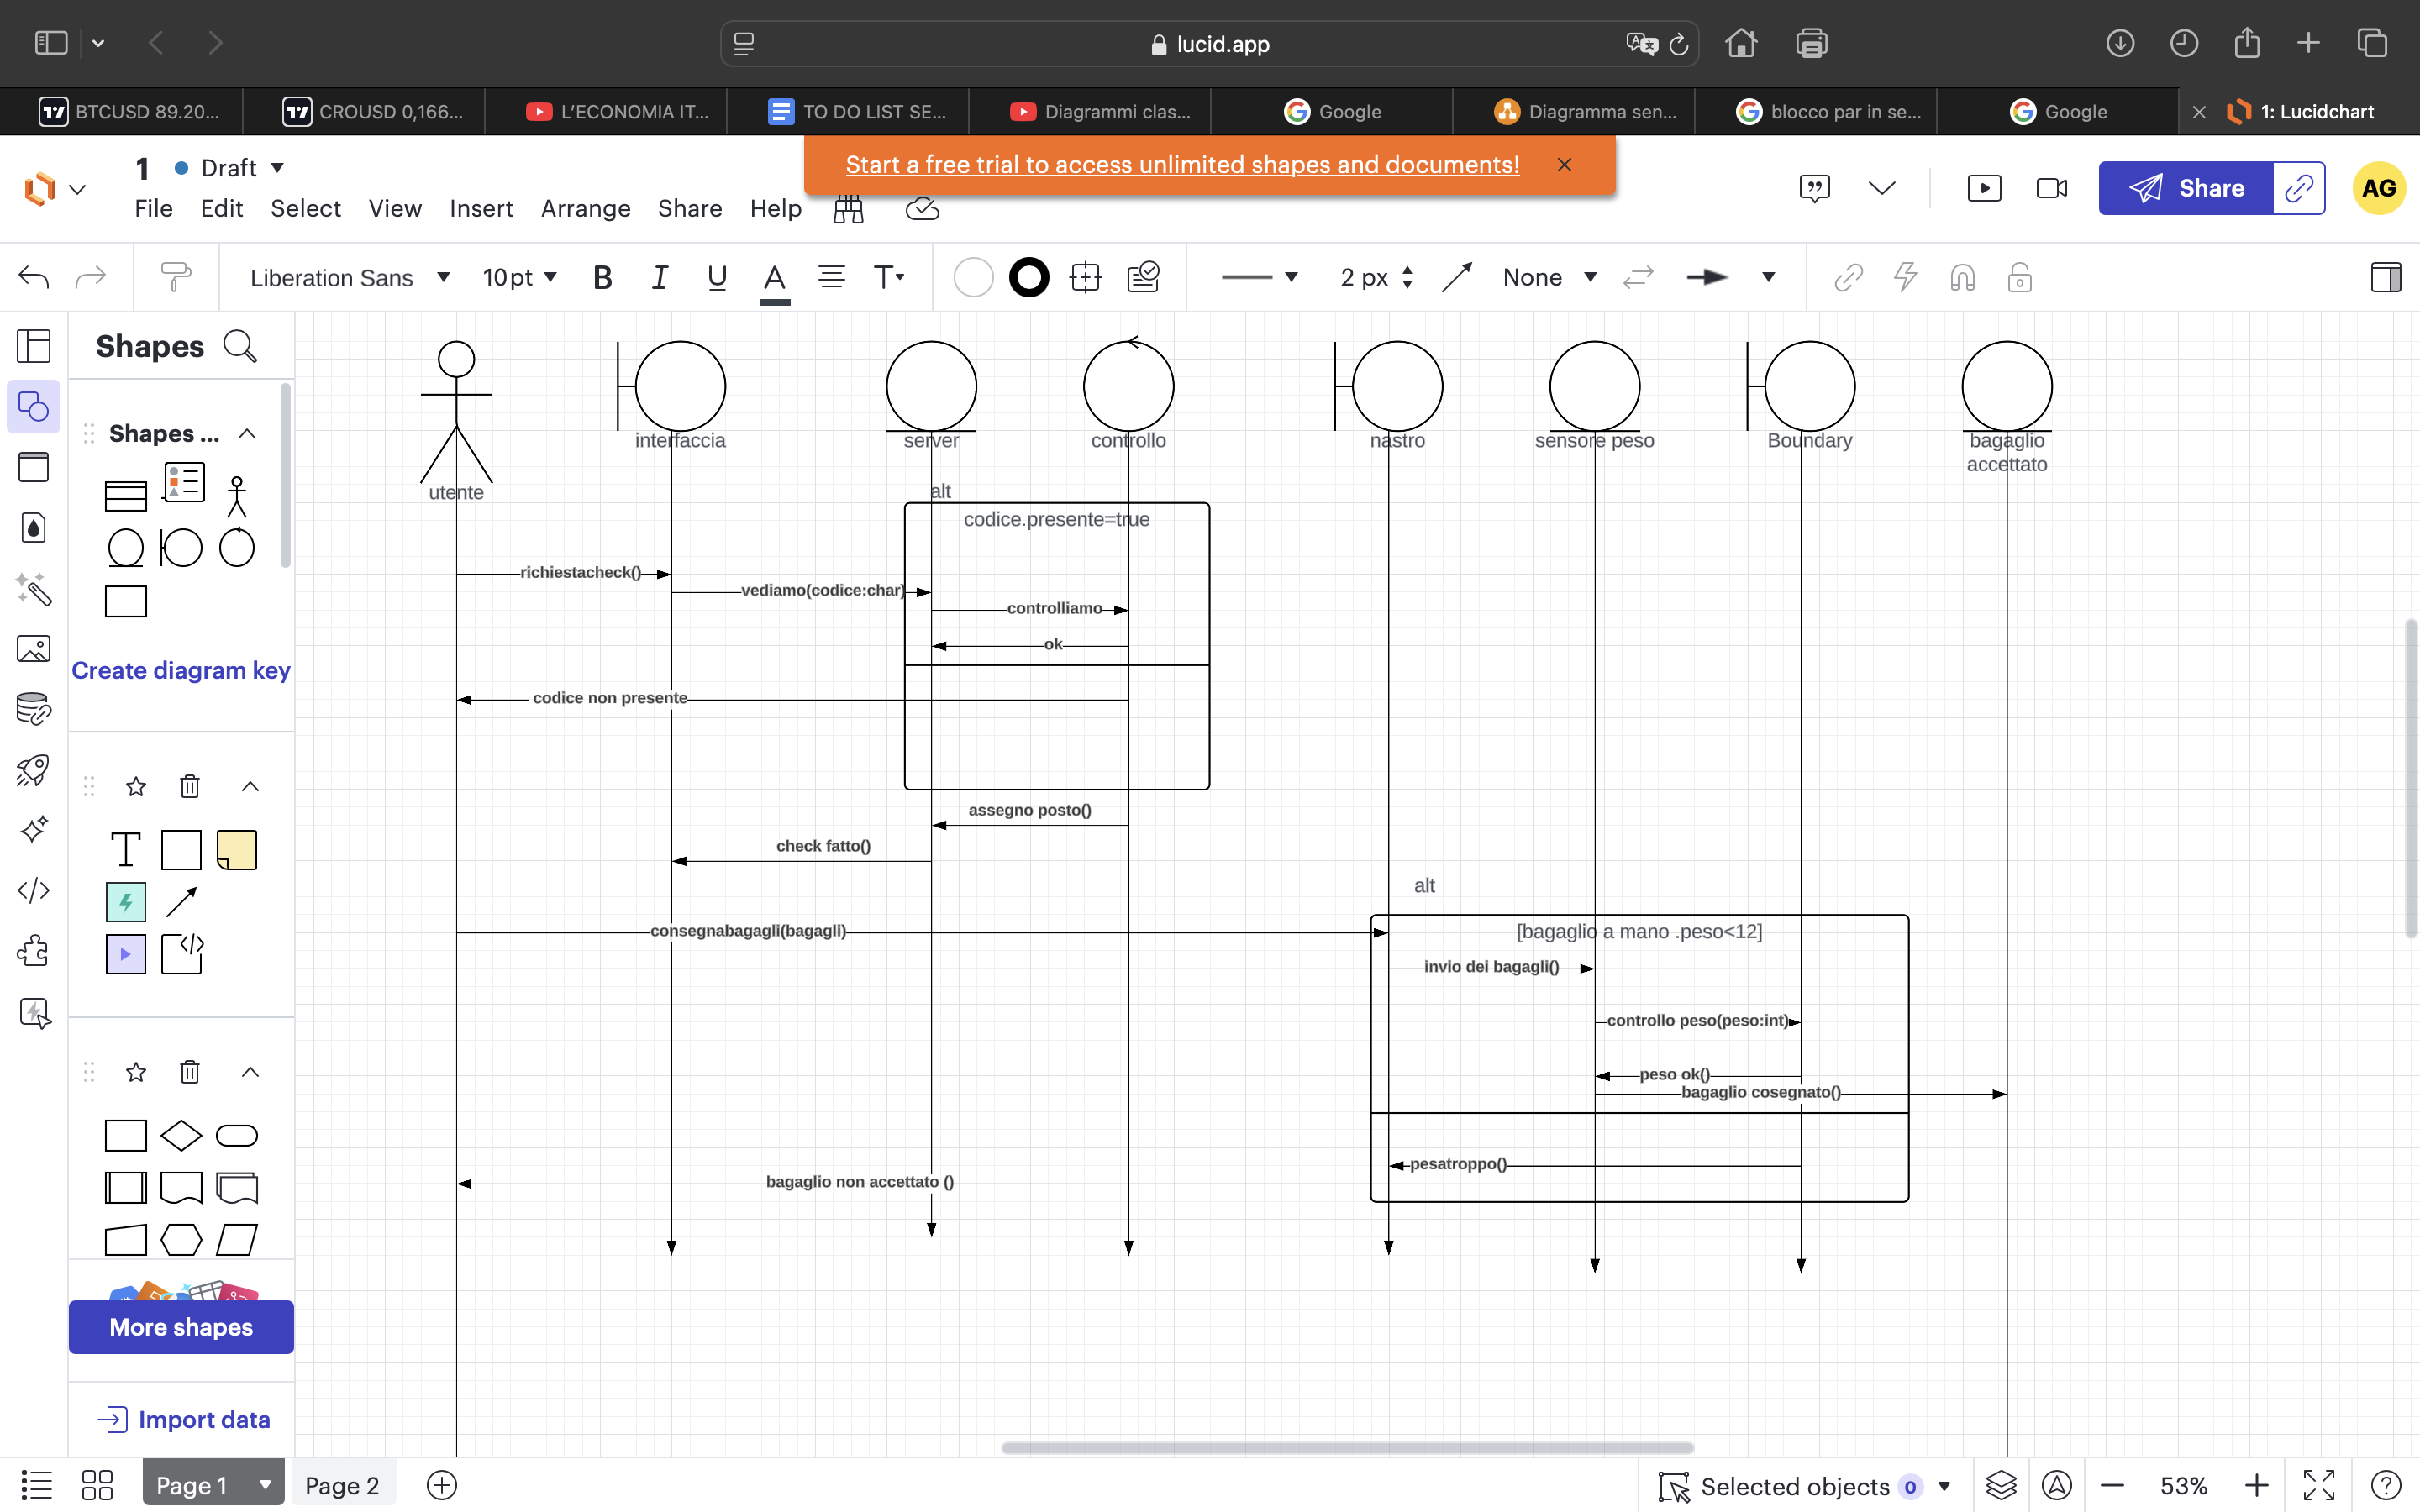 lucid.app
BTCUSD 89.20...
CROUSD 0,166...
L'ECONOMIA IT...
TO DO LIST SE...
Diagrammi clas...
Google
Diagramma sen...
blocco par in se...
Google
1: Lucidchart
1 Draft
Start a free trial to access unlimited shapes and documents!
Share
AG
File Edit Select View Insert Arrange Share Help
Liberation Sans 10pt B I U A T 2 px None
Shapes
Shapes ...
Create diagram key
T
More shapes
Import data
interfaccia
server
controllo
nastro
sensore peso
Boundary
bagaglio
accettato
utente
alt
codice.presente=true
richiestacheck()
vediamo(codice:char)
controlliamo
ok
codice non presente
assegno posto()
check fatto()
alt
consegnabagagli(bagagli)
[bagaglio a mano .peso<12]
invio dei bagagli()
controllo peso(peso:int)
peso ok()
bagaglio cosegnato()
pesatroppo()
bagaglio non accettato ()
Page 1
Page 2
Selected objects 0
53%